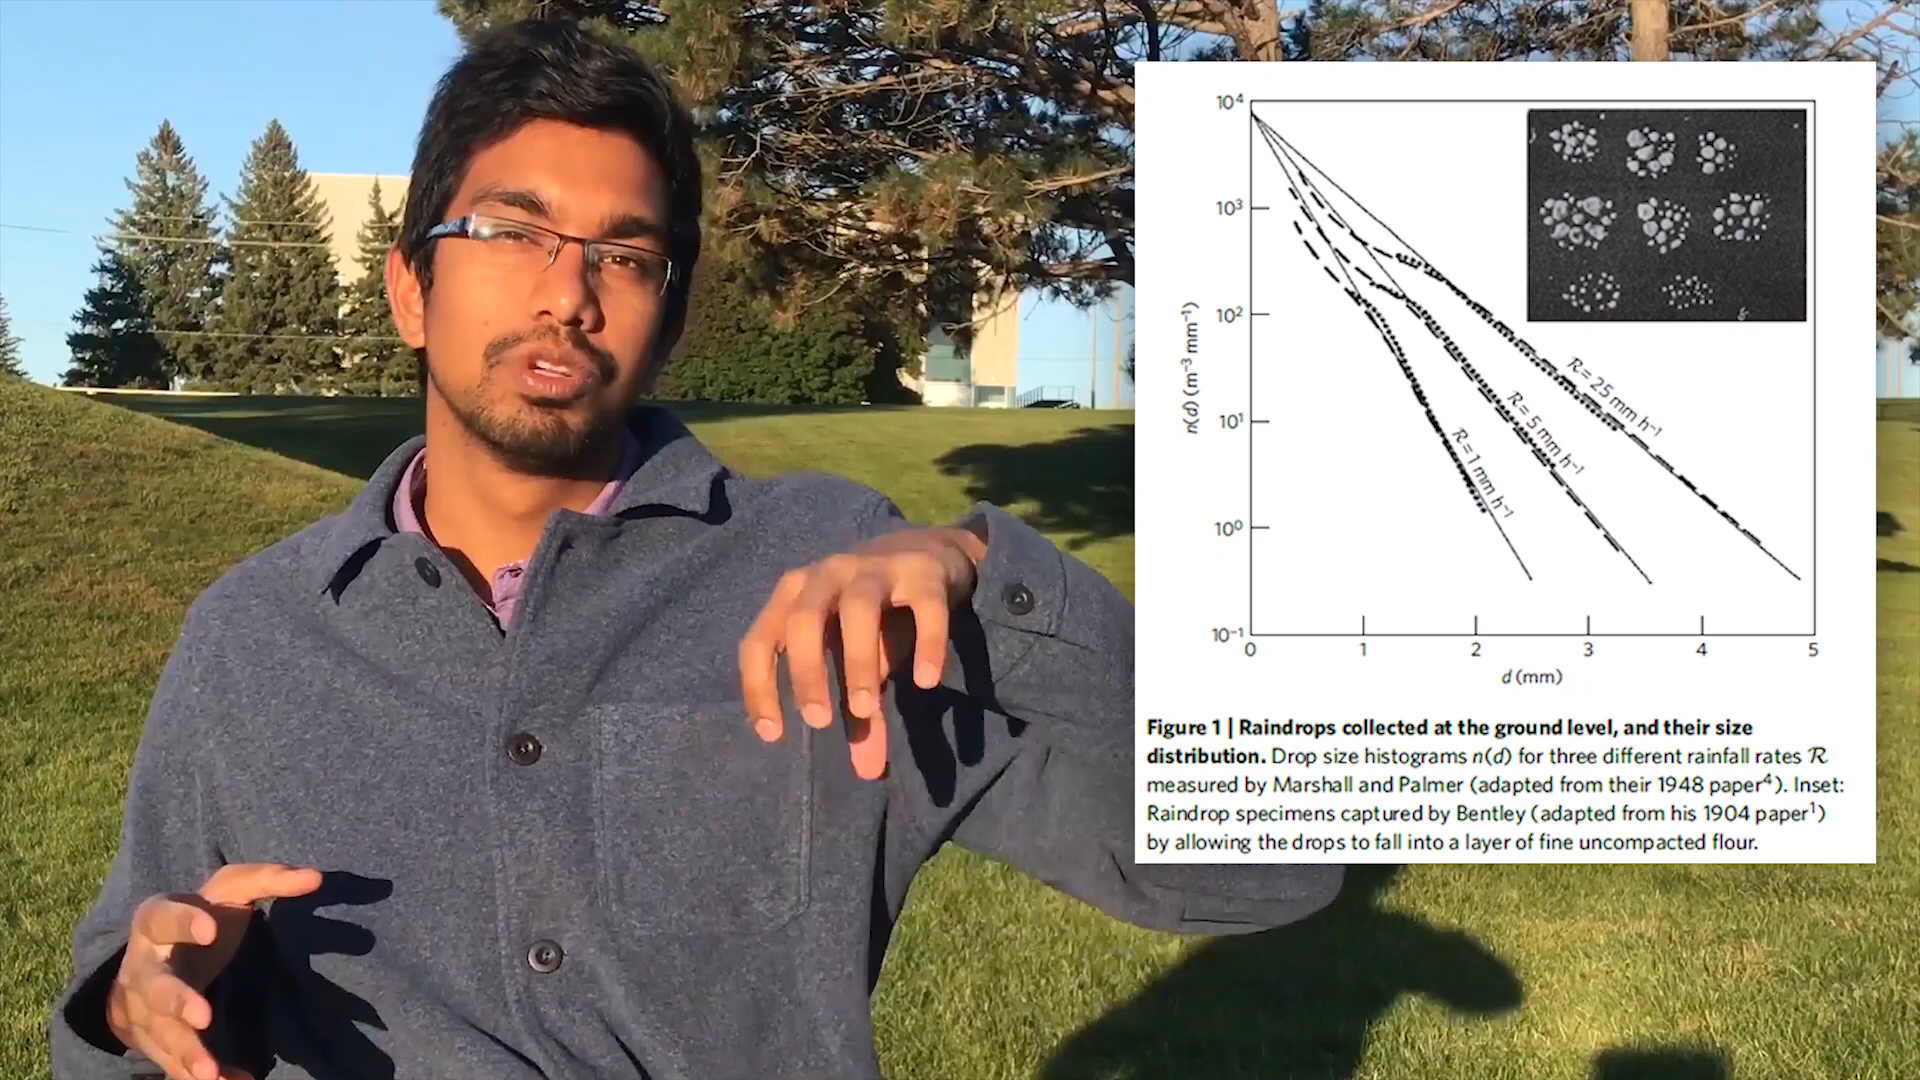 10⁴
10³
10²
10¹
10⁰
10⁻¹
n(d) (m⁻³ mm⁻¹)
ℛ = 25 mm h⁻¹
ℛ = 5 mm h⁻¹
ℛ = 1 mm h⁻¹
0 1 2 3 4 5
d (mm)
Figure 1 | Raindrops collected at the ground level, and their size
distribution. Drop size histograms n(d) for three different rainfall rates ℛ
measured by Marshall and Palmer (adapted from their 1948 paper⁴). Inset:
Raindrop specimens captured by Bentley (adapted from his 1904 paper¹)
by allowing the drops to fall into a layer of fine uncompacted flour.